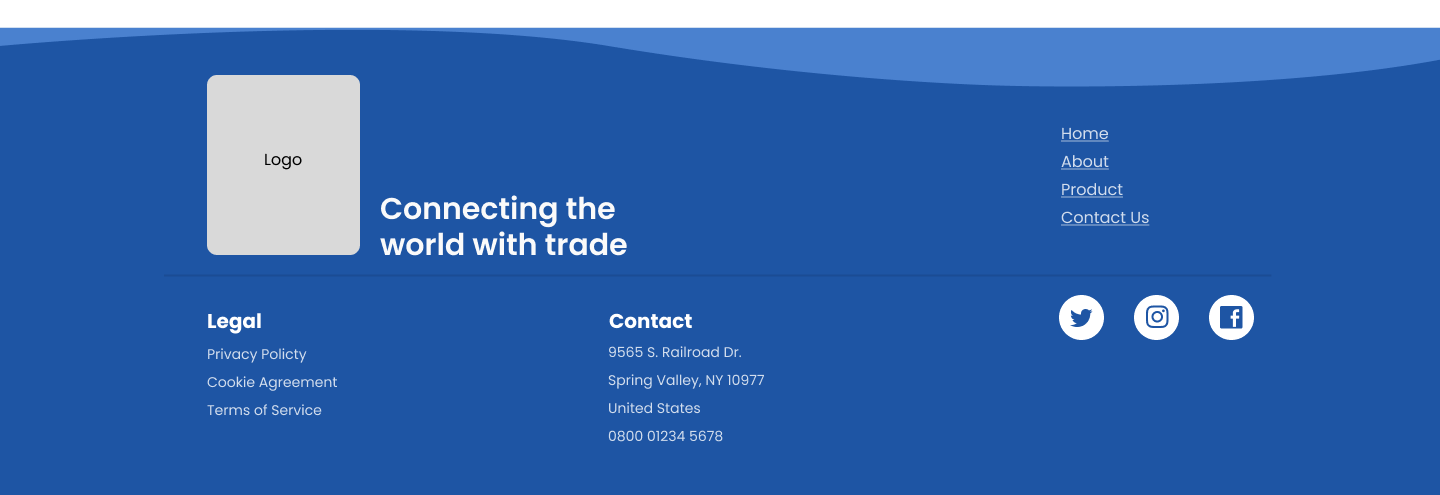 Logo
Connecting the
world with trade
Home
About
Product
Contact Us
Legal
Privacy Policty
Cookie Agreement
Terms of Service
Contact
9565 S. Railroad Dr.
Spring Valley, NY 10977
United States
0800 01234 5678